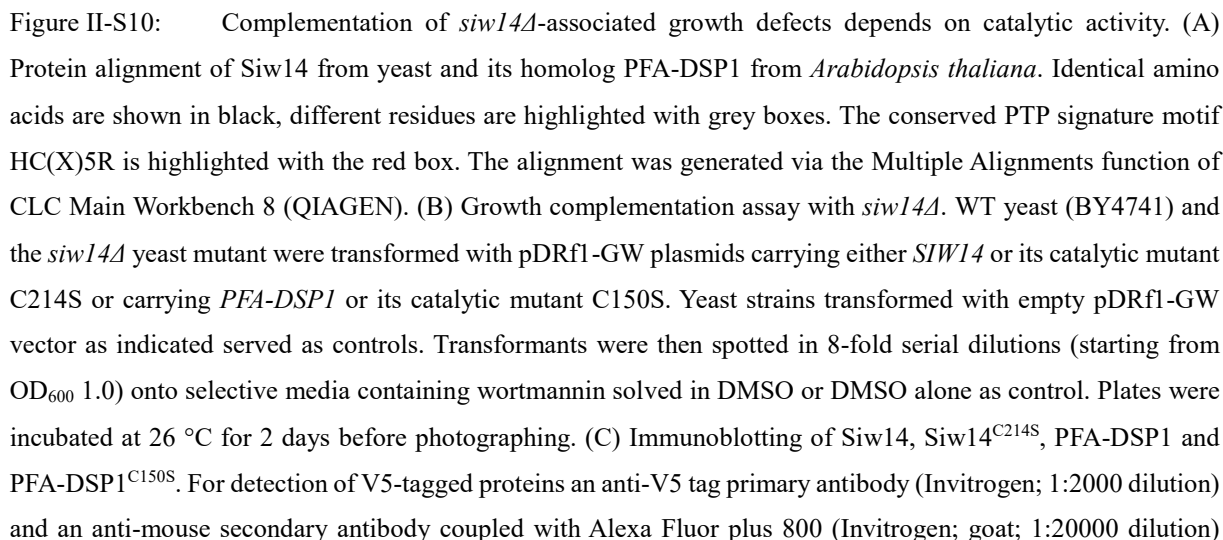 Figure II-S10: Complementation of siw14Δ-associated growth defects depends on catalytic activity. (A)
Protein alignment of Siw14 from yeast and its homolog PFA-DSP1 from Arabidopsis thaliana. Identical amino
acids are shown in black, different residues are highlighted with grey boxes. The conserved PTP signature motif
HC(X)5R is highlighted with the red box. The alignment was generated via the Multiple Alignments function of
CLC Main Workbench 8 (QIAGEN). (B) Growth complementation assay with siw14Δ. WT yeast (BY4741) and
the siw14Δ yeast mutant were transformed with pDRf1-GW plasmids carrying either SIW14 or its catalytic mutant
C214S or carrying PFA-DSP1 or its catalytic mutant C150S. Yeast strains transformed with empty pDRf1-GW
vector as indicated served as controls. Transformants were then spotted in 8-fold serial dilutions (starting from
OD₆₀₀ 1.0) onto selective media containing wortmannin solved in DMSO or DMSO alone as control. Plates were
incubated at 26 °C for 2 days before photographing. (C) Immunoblotting of Siw14, Siw14C214S, PFA-DSP1 and
PFA-DSP1C150S. For detection of V5-tagged proteins an anti-V5 tag primary antibody (Invitrogen; 1:2000 dilution)
and an anti-mouse secondary antibody coupled with Alexa Fluor plus 800 (Invitrogen; goat; 1:20000 dilution)